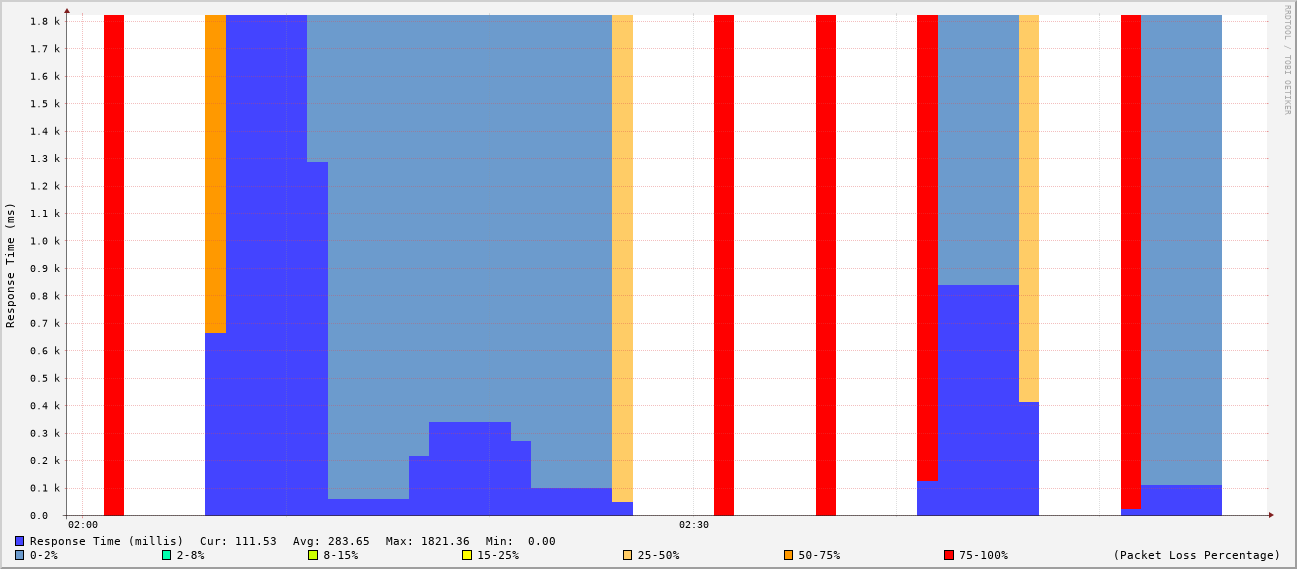 RRDTOOL / TOBI OETIKER
Response Time (ms)
1.8 k
1.7 k
1.6 k
1.5 k
1.4 k
1.3 k
1.2 k
1.1 k
1.0 k
0.9 k
0.8 k
0.7 k
0.6 k
0.5 k
0.4 k
0.3 k
0.2 k
0.1 k
0.0
02:00 02:30
Response Time (millis) Cur: 111.53 Avg: 283.65 Max: 1821.36 Min: 0.00
0-2% 2-8% 8-15% 15-25% 25-50% 50-75% 75-100% (Packet Loss Percentage)